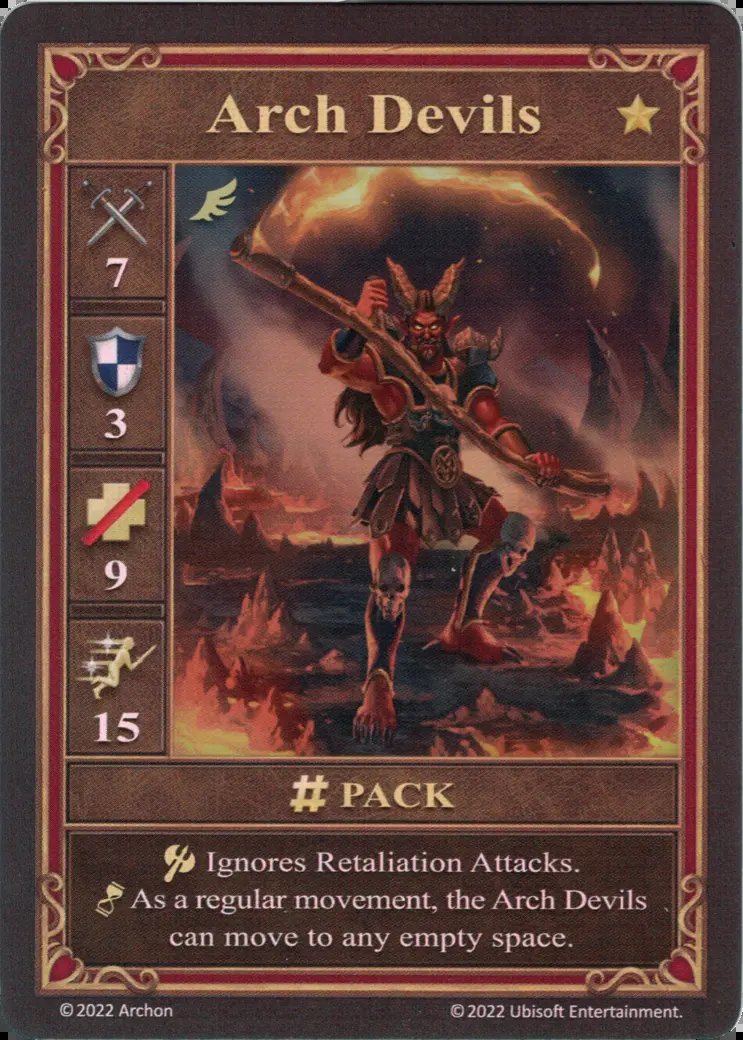 Arch Devils
7
3
9
15
# PACK
Ignores Retaliation Attacks.
As a regular movement, the Arch Devils
can move to any empty space.
© 2022 Archon
© 2022 Ubisoft Entertainment.